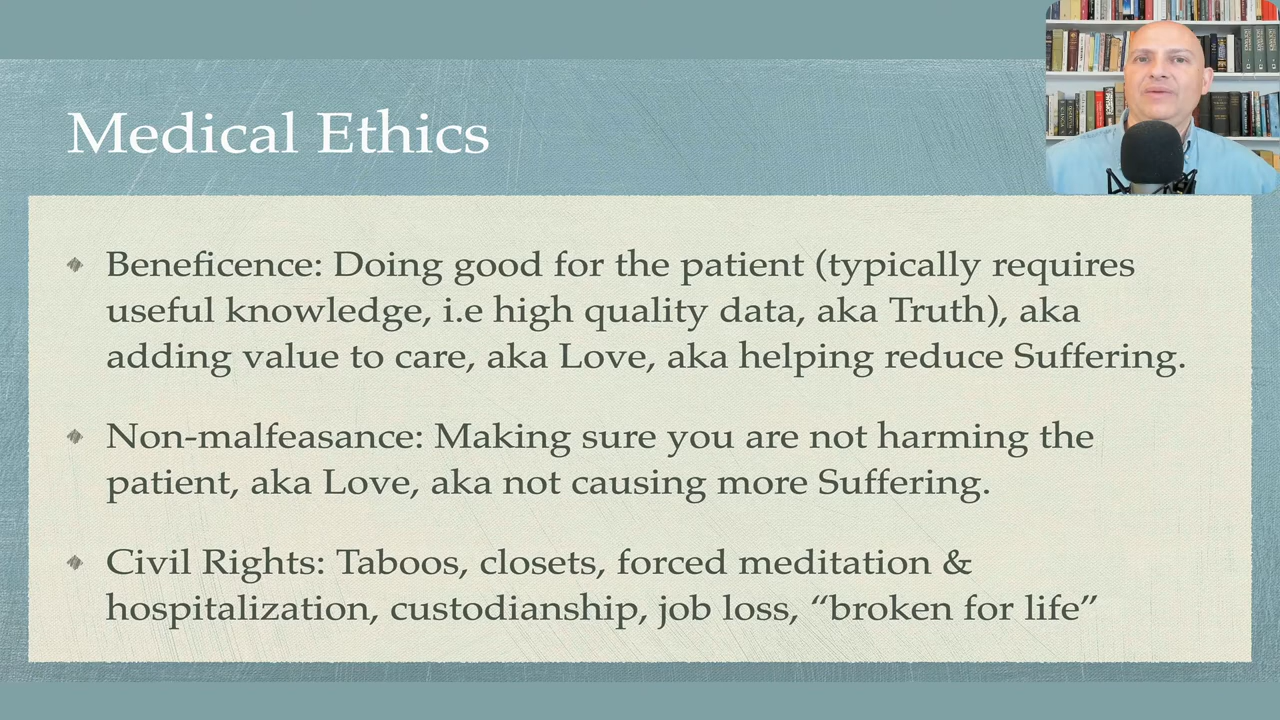 Medical Ethics
Beneficence: Doing good for the patient (typically requires
useful knowledge, i.e high quality data, aka Truth), aka
adding value to care, aka Love, aka helping reduce Suffering.
Non-malfeasance: Making sure you are not harming the
patient, aka Love, aka not causing more Suffering.
Civil Rights: Taboos, closets, forced meditation &
hospitalization, custodianship, job loss, “broken for life”